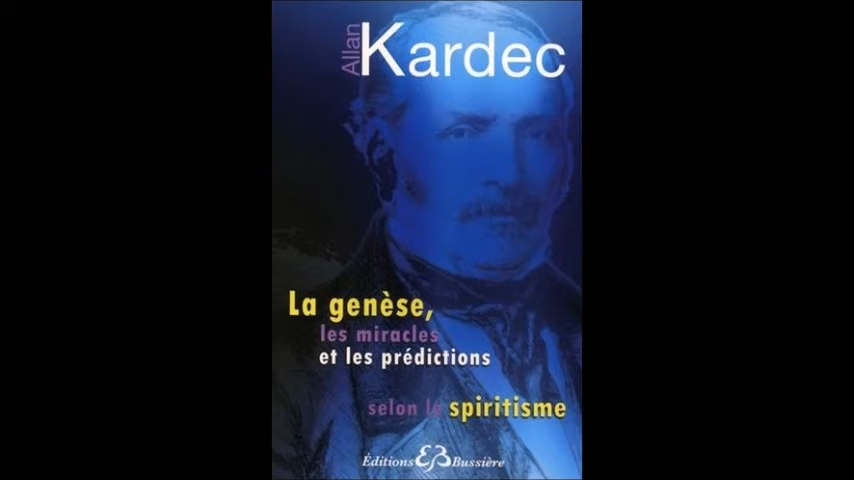 Allan
Kardec
La genèse,
les miracles
et les prédictions
selon le spiritisme
Éditions Bussière